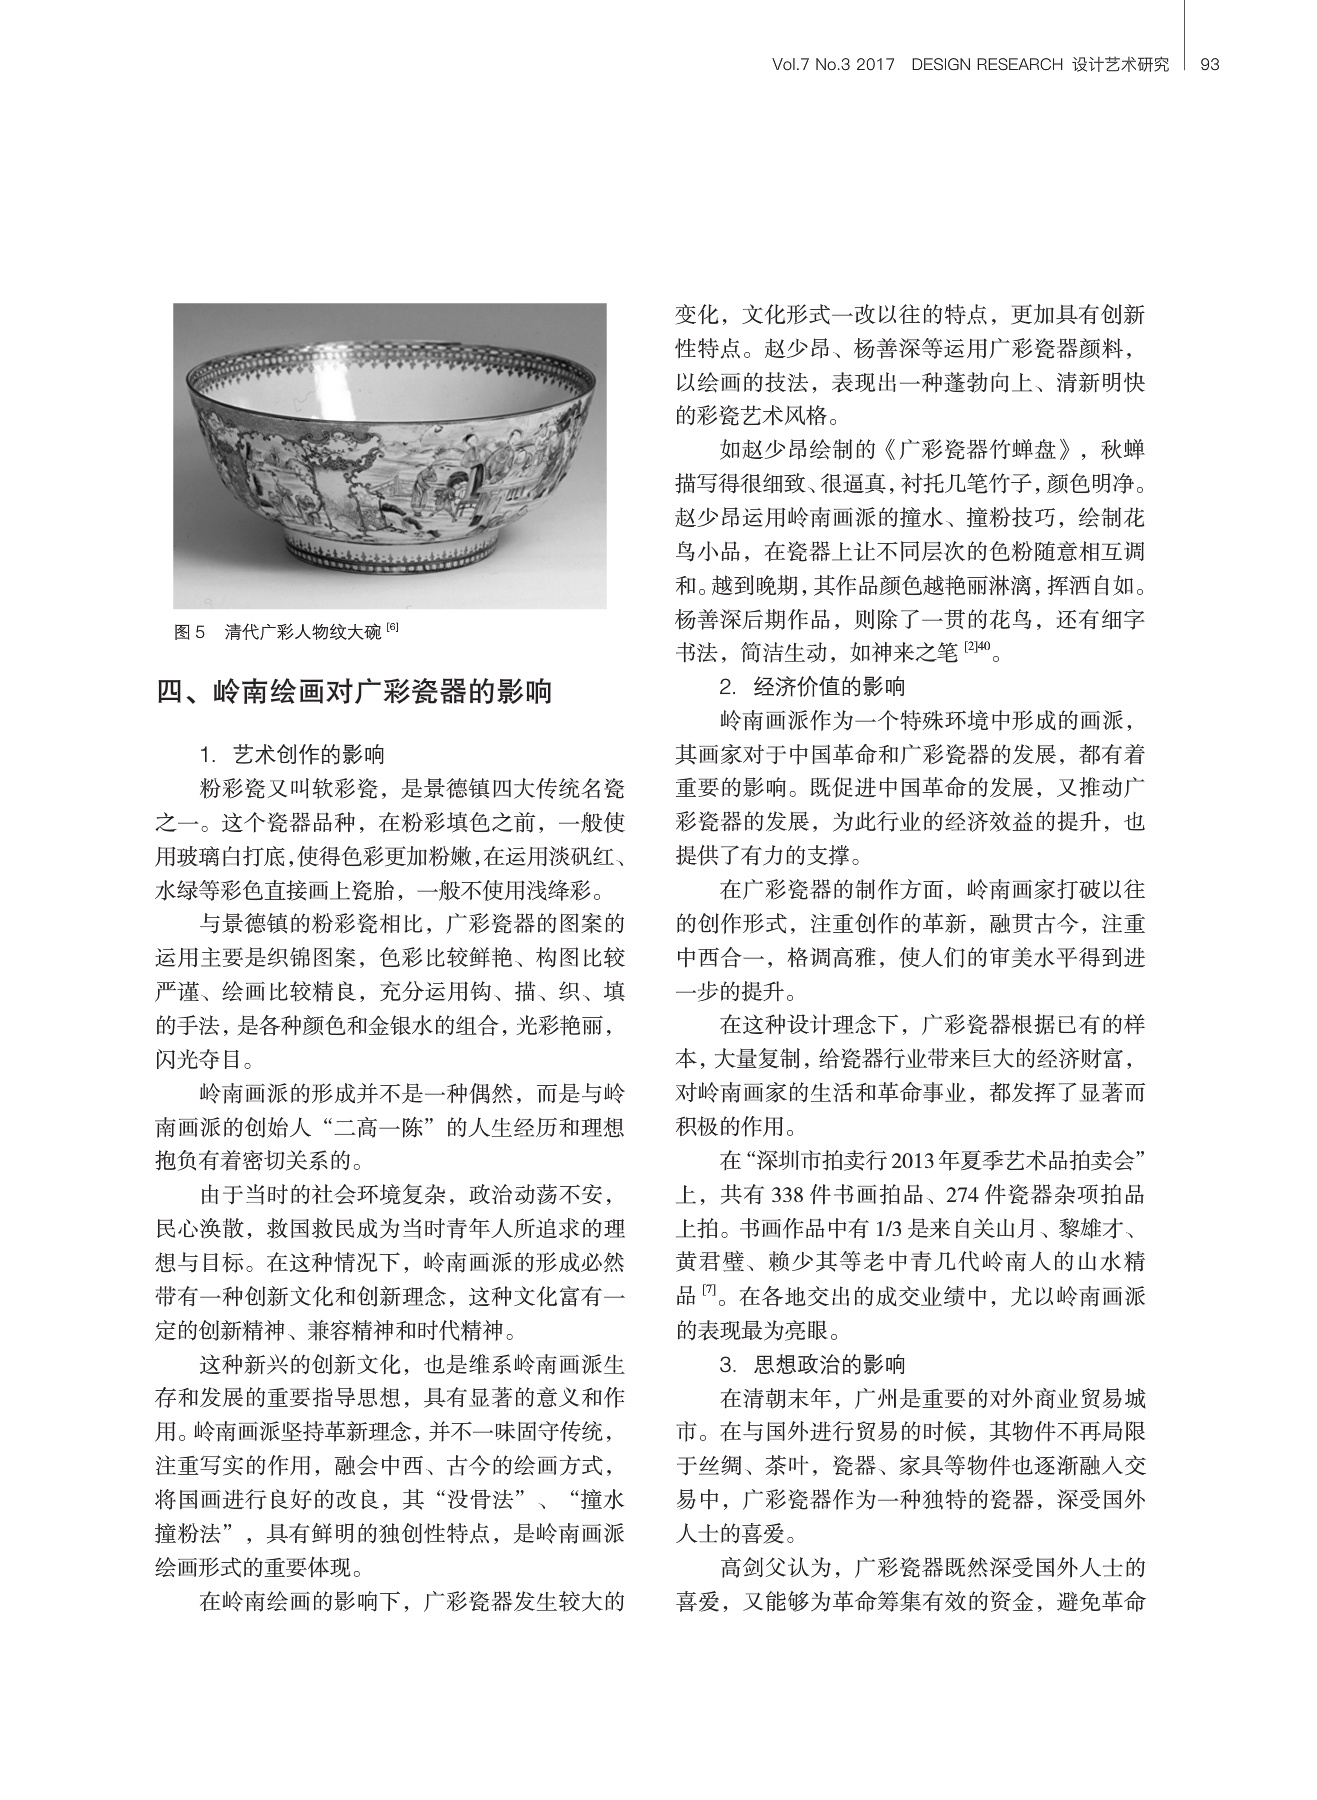 Vol.7 No.3 2017 DESIGN RESEARCH 设计艺术研究 93
图 5 清代广彩人物纹大碗 [6]
四、岭南绘画对广彩瓷器的影响
1. 艺术创作的影响
粉彩瓷又叫软彩瓷，是景德镇四大传统名瓷
之一。这个瓷器品种，在粉彩填色之前，一般使
用玻璃白打底，使得色彩更加粉嫩，在运用淡矾红、
水绿等彩色直接画上瓷胎，一般不使用浅绛彩。
与景德镇的粉彩瓷相比，广彩瓷器的图案的
运用主要是织锦图案，色彩比较鲜艳、构图比较
严谨、绘画比较精良，充分运用钩、描、织、填
的手法，是各种颜色和金银水的组合，光彩艳丽，
闪光夺目。
岭南画派的形成并不是一种偶然，而是与岭
南画派的创始人“二高一陈”的人生经历和理想
抱负有着密切关系的。
由于当时的社会环境复杂，政治动荡不安，
民心涣散，救国救民成为当时青年人所追求的理
想与目标。在这种情况下，岭南画派的形成必然
带有一种创新文化和创新理念，这种文化富有一
定的创新精神、兼容精神和时代精神。
这种新兴的创新文化，也是维系岭南画派生
存和发展的重要指导思想，具有显著的意义和作
用。岭南画派坚持革新理念，并不一味固守传统，
注重写实的作用，融会中西、古今的绘画方式，
将国画进行良好的改良，其“没骨法”、“撞水
撞粉法”，具有鲜明的独创性特点，是岭南画派
绘画形式的重要体现。
在岭南绘画的影响下，广彩瓷器发生较大的
变化，文化形式一改以往的特点，更加具有创新
性特点。赵少昂、杨善深等运用广彩瓷器颜料，
以绘画的技法，表现出一种蓬勃向上、清新明快
的彩瓷艺术风格。
如赵少昂绘制的《广彩瓷器竹蝉盘》，秋蝉
描写得很细致、很逼真，衬托几笔竹子，颜色明净。
赵少昂运用岭南画派的撞水、撞粉技巧，绘制花
鸟小品，在瓷器上让不同层次的色粉随意相互调
和。越到晚期，其作品颜色越艳丽淋漓，挥洒自如。
杨善深后期作品，则除了一贯的花鸟，还有细字
书法，简洁生动，如神来之笔 [2]40。
2. 经济价值的影响
岭南画派作为一个特殊环境中形成的画派，
其画家对于中国革命和广彩瓷器的发展，都有着
重要的影响。既促进中国革命的发展，又推动广
彩瓷器的发展，为此行业的经济效益的提升，也
提供了有力的支撑。
在广彩瓷器的制作方面，岭南画家打破以往
的创作形式，注重创作的革新，融贯古今，注重
中西合一，格调高雅，使人们的审美水平得到进
一步的提升。
在这种设计理念下，广彩瓷器根据已有的样
本，大量复制，给瓷器行业带来巨大的经济财富，
对岭南画家的生活和革命事业，都发挥了显著而
积极的作用。
在“深圳市拍卖行2013年夏季艺术品拍卖会”
上，共有 338 件书画拍品、274 件瓷器杂项拍品
上拍。书画作品中有 1/3 是来自关山月、黎雄才、
黄君璧、赖少其等老中青几代岭南人的山水精
品 [7]。在各地交出的成交业绩中，尤以岭南画派
的表现最为亮眼。
3. 思想政治的影响
在清朝末年，广州是重要的对外商业贸易城
市。在与国外进行贸易的时候，其物件不再局限
于丝绸、茶叶，瓷器、家具等物件也逐渐融入交
易中，广彩瓷器作为一种独特的瓷器，深受国外
人士的喜爱。
高剑父认为，广彩瓷器既然深受国外人士的
喜爱，又能够为革命筹集有效的资金，避免革命